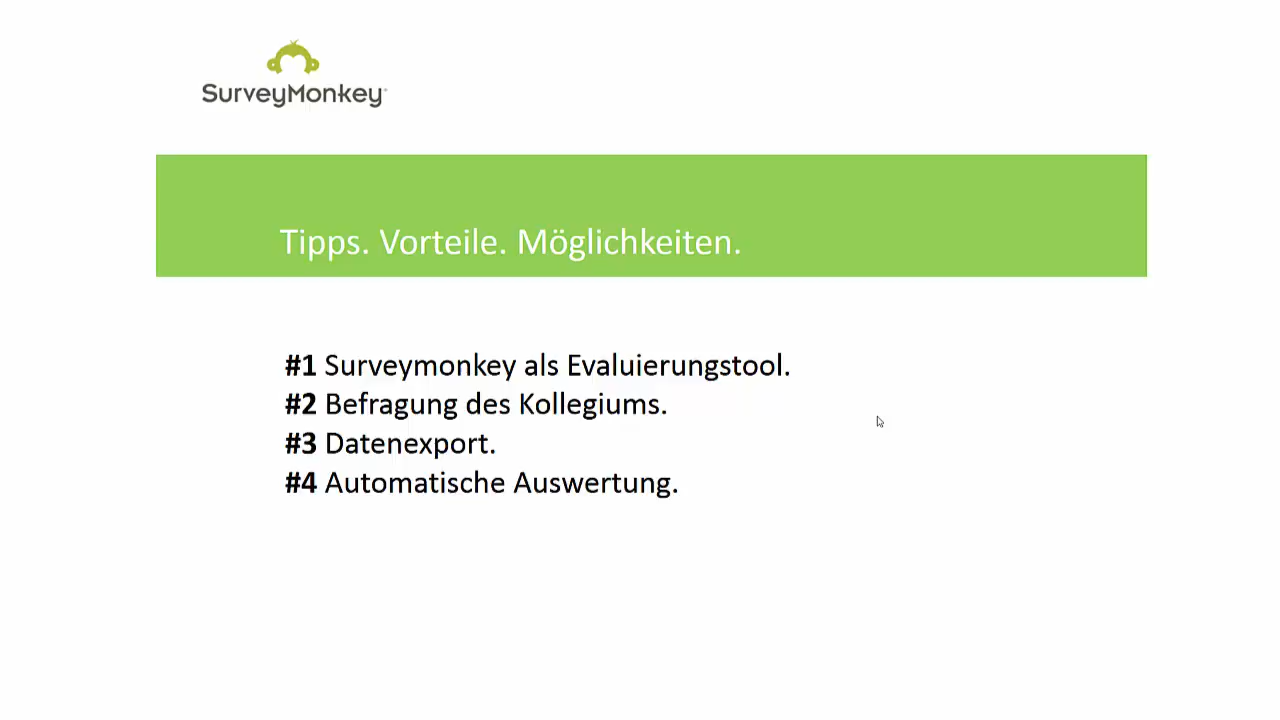 SurveyMonkey
Tipps. Vorteile. Möglichkeiten.
#1 Surveymonkey als Evaluierungstool.
#2 Befragung des Kollegiums.
#3 Datenexport.
#4 Automatische Auswertung.